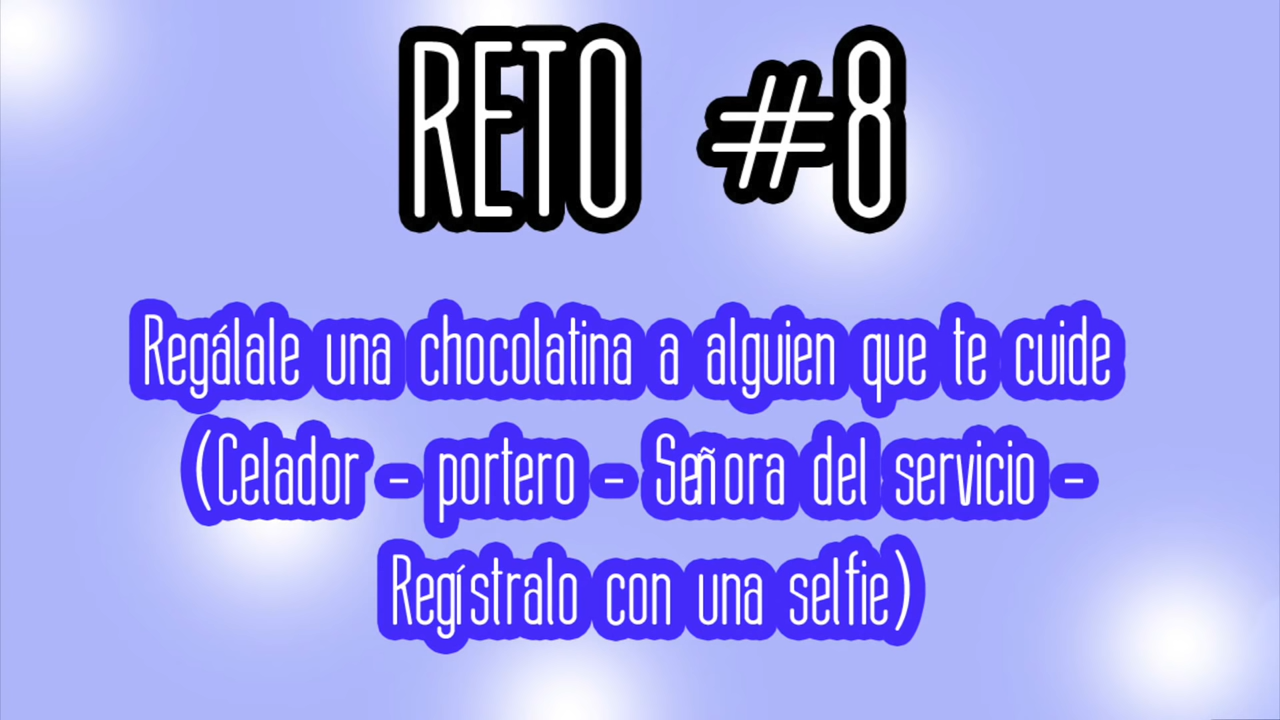 RETO #8
Regálale una chocolatina a alguien que te cuide
(Celador - portero - Señora del servicio -
Regístralo con una selfie)